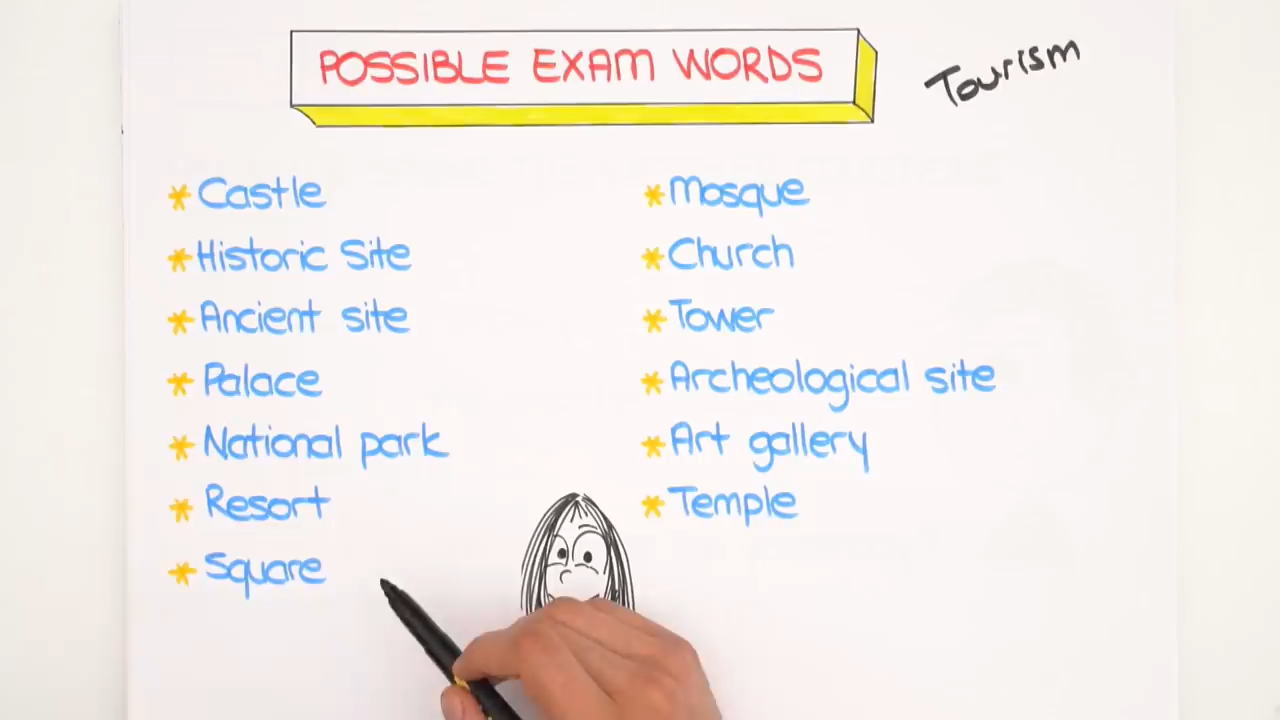 POSSIBLE EXAM WORDS
Tourism
Castle
Historic Site
Ancient site
Palace
National park
Resort
Square
Mosque
Church
Tower
Archeological site
Art gallery
Temple